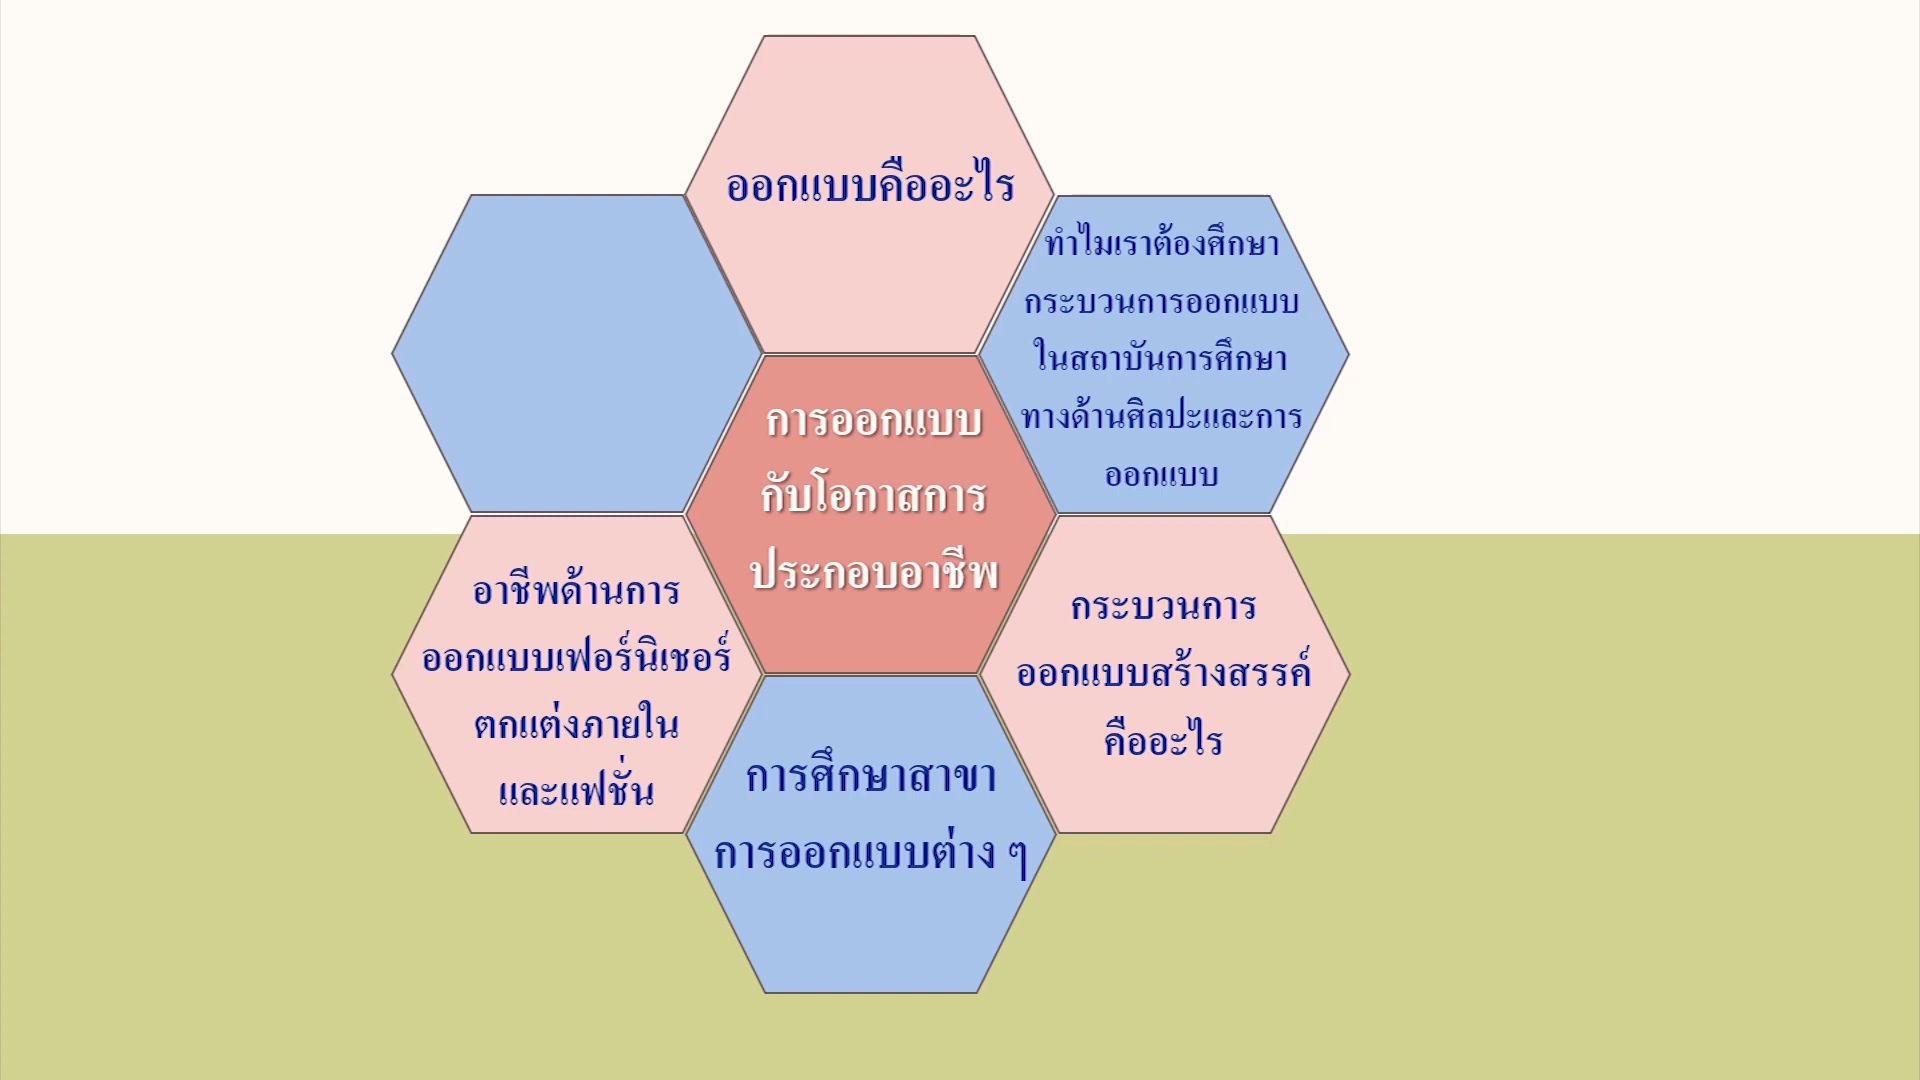 ออกแบบคืออะไร
ทำไมเราต้องศึกษา
กระบวนการออกแบบ
ในสถาบันการศึกษา
ทางด้านศิลปะและการ
ออกแบบ
การออกแบบ
กับโอกาสการ
ประกอบอาชีพ
กระบวนการ
ออกแบบสร้างสรรค์
คืออะไร
อาชีพด้านการ
ออกแบบเฟอร์นิเชอร์
ตกแต่งภายใน
และแฟชั่น
การศึกษาสาขา
การออกแบบต่าง ๆ